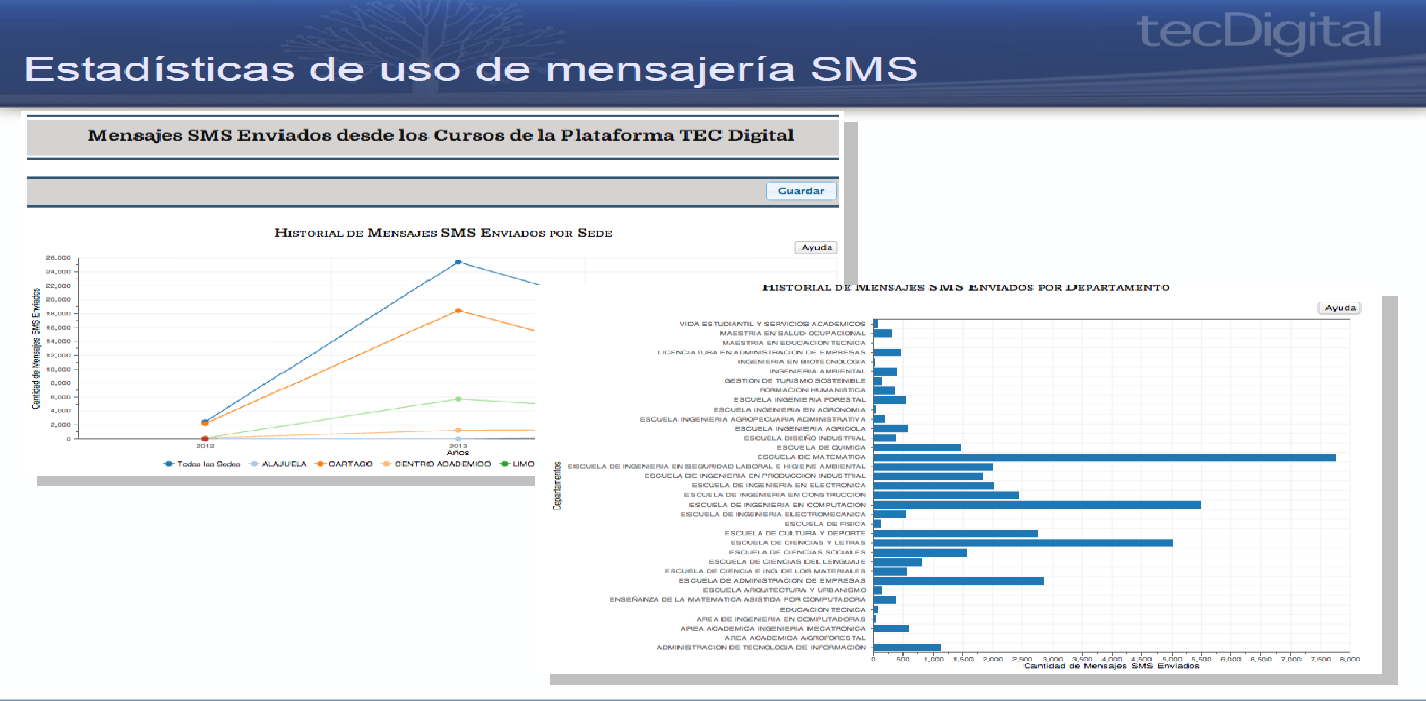 tecDigital
Estadísticas de uso de mensajería SMS
Mensajes SMS Enviados desde los Cursos de la Plataforma TEC Digital
Guardar
Historial de Mensajes SMS Enviados por Sede
Ayuda
26,000
24,000
22,000
20,000
18,000
16,000
14,000
12,000
10,000
8,000
6,000
4,000
2,000
0
Cantidad de Mensajes SMS Enviados
2012 2013
Años
Todas las Sedes ALAJUELA CARTAGO CENTRO ACADEMICO LIMO
Historial de Mensajes SMS Enviados por Departamento
Ayuda
Departamentos
VIDA ESTUDIANTIL Y SERVICIOS ACADEMICOS
MAESTRIA EN SALUD OCUPACIONAL
MAESTRIA EN EDUCACION TECNICA
LICENCIATURA EN ADMINISTRACION DE EMPRESAS
INGENIERIA EN BIOTECNOLOGIA
INGENIERIA AMBIENTAL
GESTION DE TURISMO SOSTENIBLE
FORMACION HUMANISTICA
ESCUELA INGENIERIA FORESTAL
ESCUELA INGENIERIA EN AGRONOMIA
ESCUELA INGENIERIA AGROPECUARIA ADMINISTRATIVA
ESCUELA INGENIERIA AGRICOLA
ESCUELA DISEÑO INDUSTRIAL
ESCUELA DE QUIMICA
ESCUELA DE MATEMATICA
ESCUELA DE INGENIERIA EN SEGURIDAD LABORAL E HIGIENE AMBIENTAL
ESCUELA DE INGENIERIA EN PRODUCCION INDUSTRIAL
ESCUELA DE INGENIERIA EN ELECTRONICA
ESCUELA DE INGENIERIA EN CONSTRUCCION
ESCUELA DE INGENIERIA EN COMPUTACION
ESCUELA DE INGENIERIA ELECTROMECANICA
ESCUELA DE FISICA
ESCUELA DE CULTURA Y DEPORTE
ESCUELA DE CIENCIAS Y LETRAS
ESCUELA DE CIENCIAS SOCIALES
ESCUELA DE CIENCIAS DEL LENGUAJE
ESCUELA DE CIENCIA E ING. DE LOS MATERIALES
ESCUELA DE ADMINISTRACION DE EMPRESAS
ESCUELA ARQUITECTURA Y URBANISMO
ENSEÑANZA DE LA MATEMATICA ASISTIDA POR COMPUTADORA
EDUCACION TECNICA
AREA DE INGENIERIA EN COMPUTADORAS
AREA ACADEMICA INGENIERIA MECATRONICA
AREA ACADEMICA AGROFORESTAL
ADMINISTRACION DE TECNOLOGIA DE INFORMACIÓN
0 500 1,000 1,500 2,000 2,500 3,000 3,500 4,000 4,500 5,000 5,500 6,000 6,500 7,000 7,500 8,000
Cantidad de Mensajes SMS Enviados